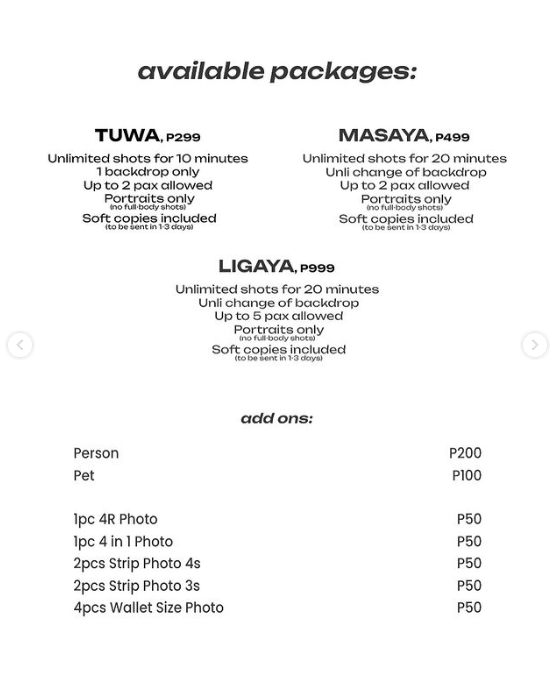 available packages:
TUWA, P299
Unlimited shots for 10 minutes
1 backdrop only
Up to 2 pax allowed
Portraits only
(no full-body shots)
Soft copies included
(to be sent in 1-3 days)
MASAYA, P499
Unlimited shots for 20 minutes
Unli change of backdrop
Up to 2 pax allowed
Portraits only
(no full-body shots)
Soft copies included
(to be sent in 1-3 days)
LIGAYA, P999
Unlimited shots for 20 minutes
Unli change of backdrop
Up to 5 pax allowed
Portraits only
(no full-body shots)
Soft copies included
(to be sent in 1-3 days)
add ons:
Person P200
Pet P100
1pc 4R Photo P50
1pc 4 in 1 Photo P50
2pcs Strip Photo 4s P50
2pcs Strip Photo 3s P50
4pcs Wallet Size Photo P50